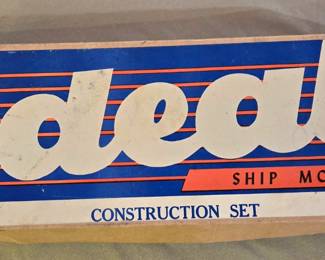 deal
SHIP MO
CONSTRUCTION SET